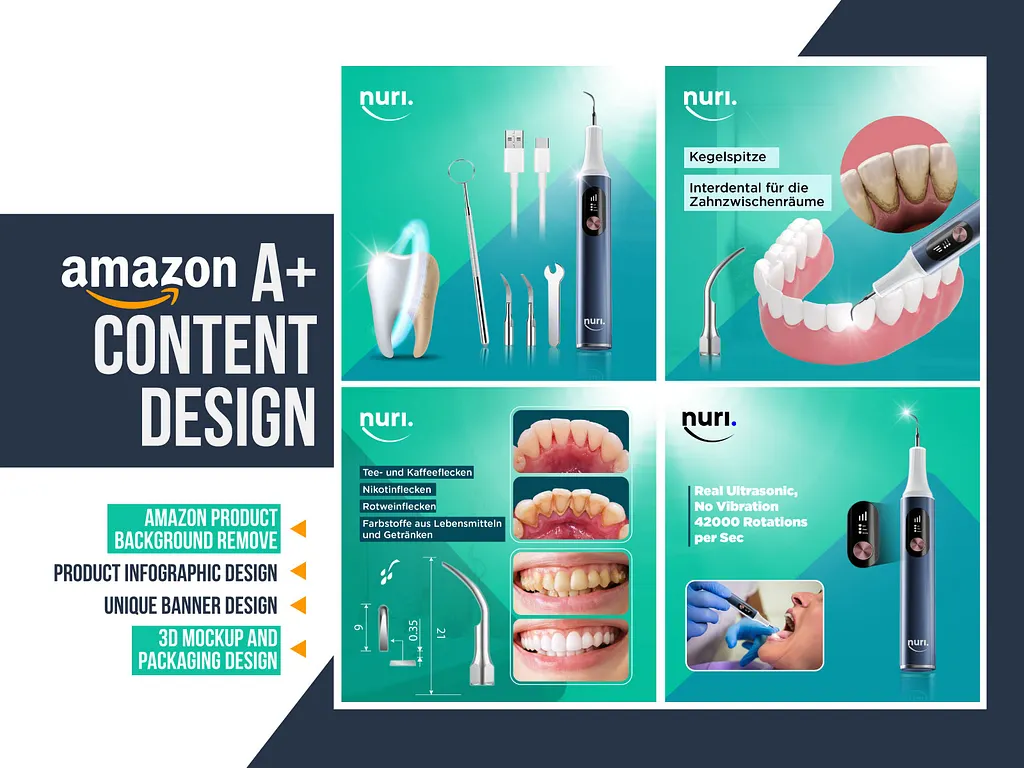 amazon A+
CONTENT
DESIGN
AMAZON PRODUCT
BACKGROUND REMOVE
PRODUCT INFOGRAPHIC DESIGN
UNIQUE BANNER DESIGN
3D MOCKUP AND
PACKAGING DESIGN
nuri.
nuri.
nuri.
Kegelspitze
Interdental für die
Zahnzwischenräume
nuri.
Tee- und Kaffeeflecken
Nikotinflecken
Rotweinflecken
Farbstoffe aus Lebensmitteln
und Getränken
6
0.35
21
nuri.
Real Ultrasonic,
No Vibration
42000 Rotations
per Sec
nuri.